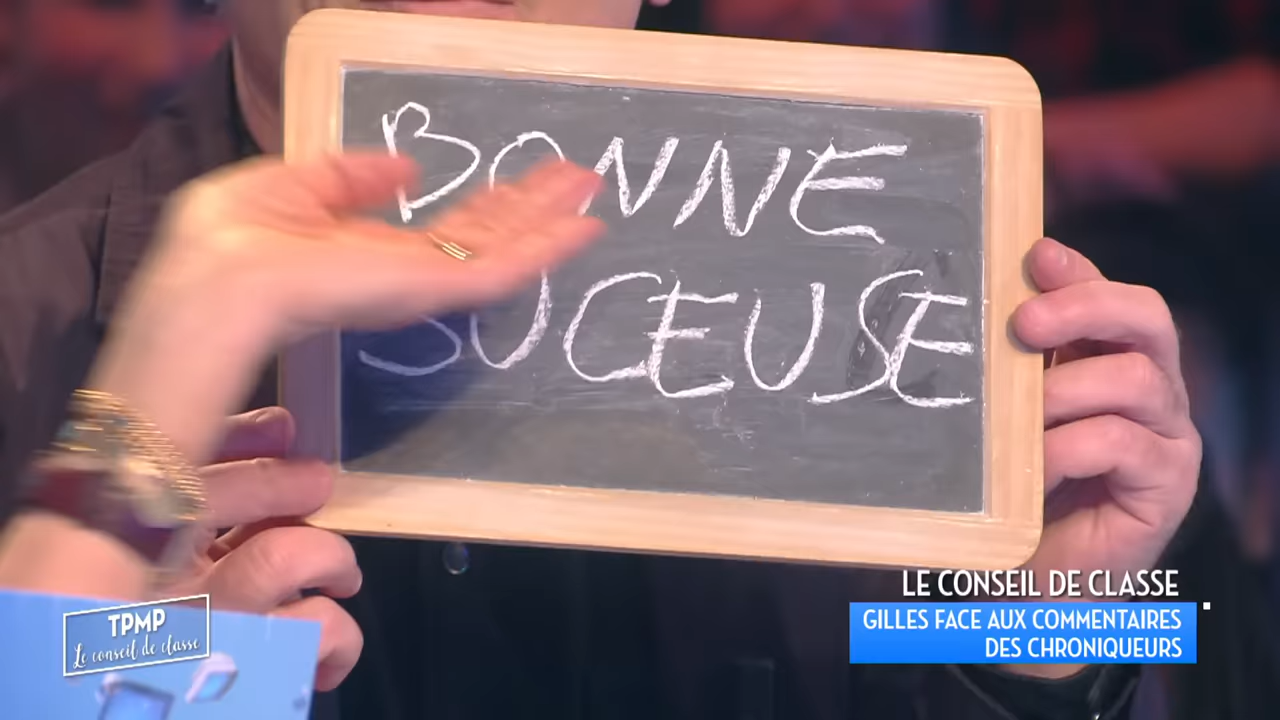 BONNE
SUCEUSE
LE CONSEIL DE CLASSE
GILLES FACE AUX COMMENTAIRES
DES CHRONIQUEURS
TPMP
Le conseil de classe